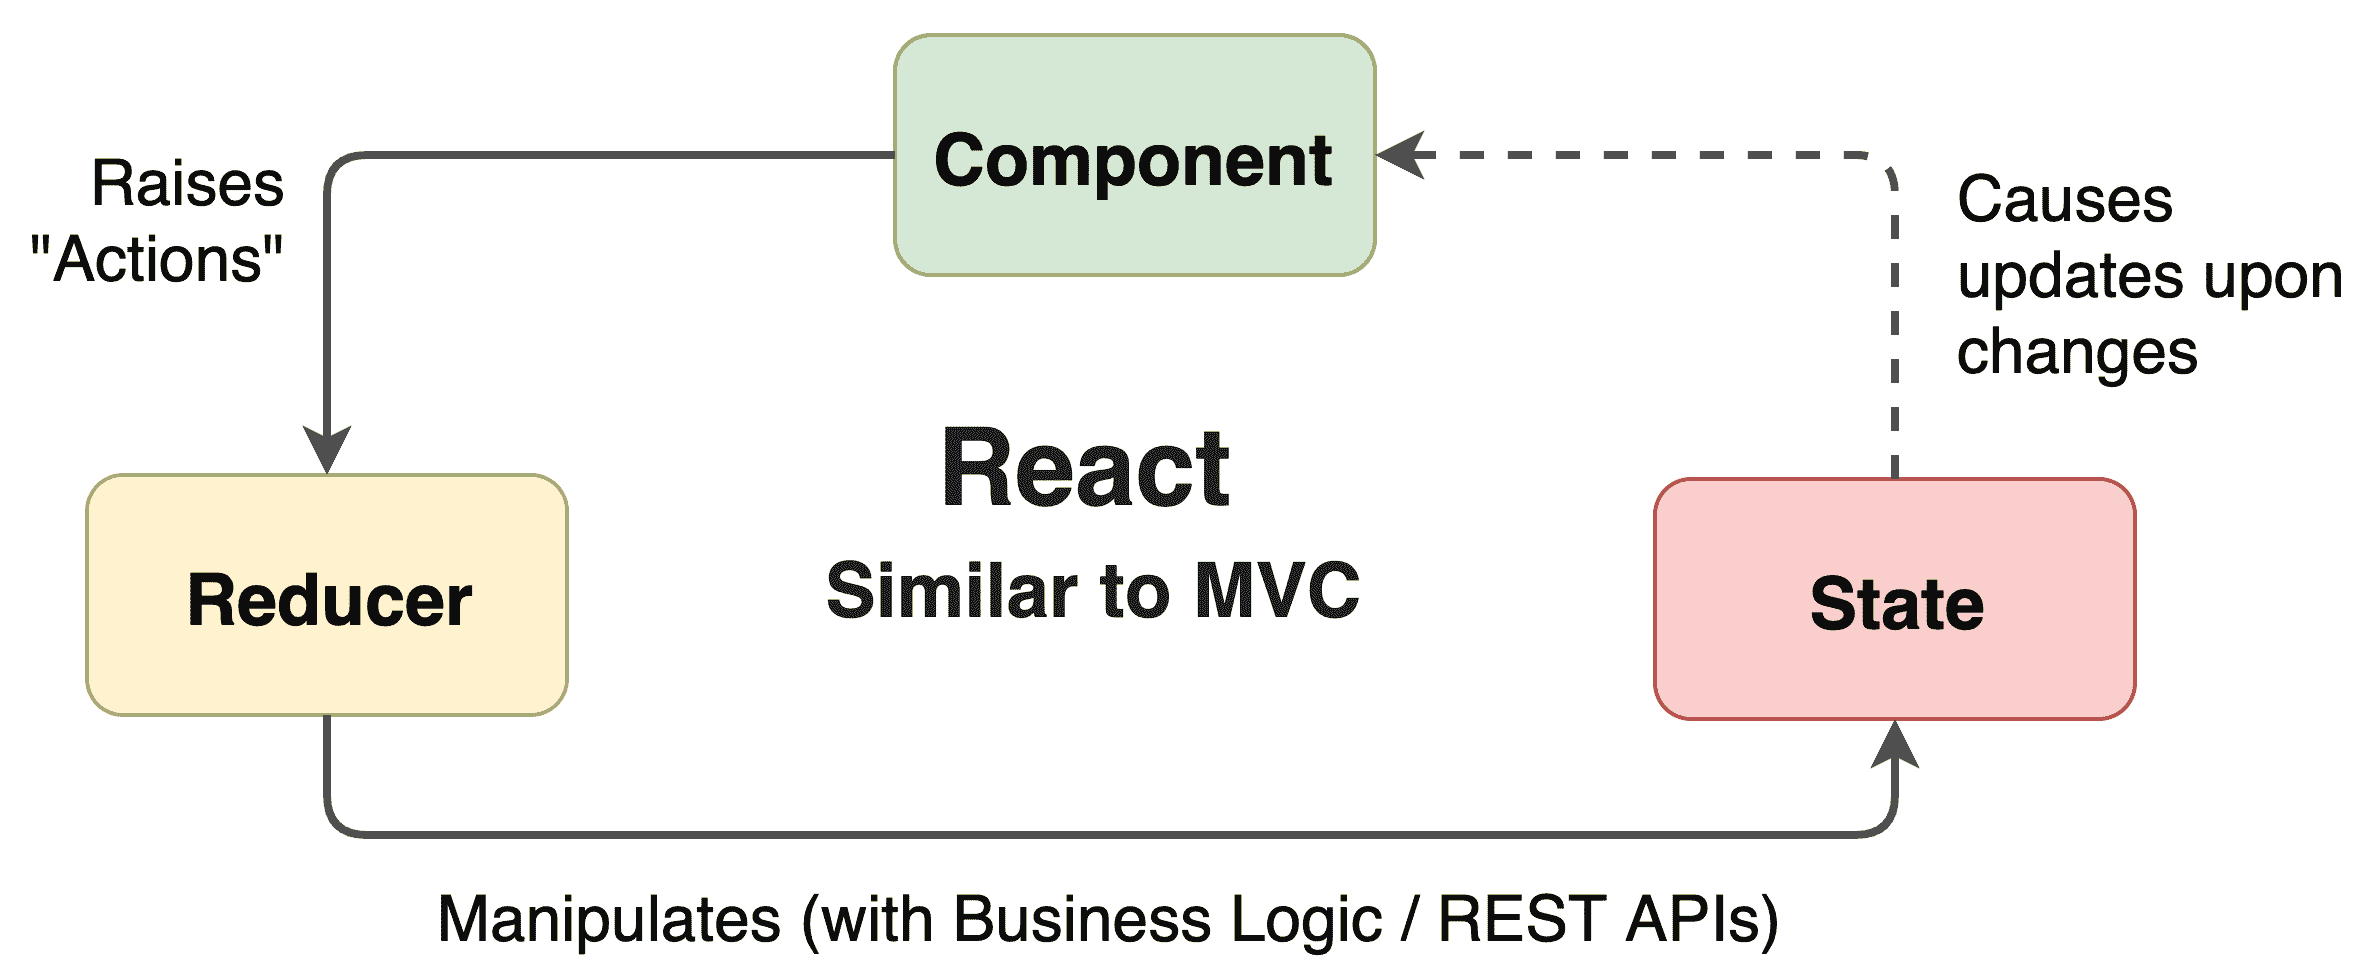 Component
Raises
"Actions"
Causes
updates upon
changes
React
Similar to MVC
Reducer
State
Manipulates (with Business Logic / REST APIs)